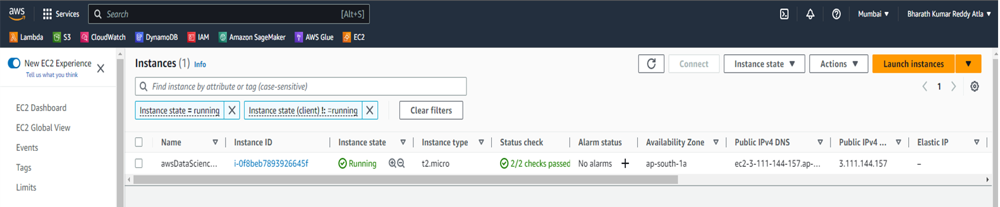 aws Services Search [Alt+S] Mumbai ▼ Bharath Kumar Reddy Atla ▼
Lambda S3 CloudWatch DynamoDB IAM Amazon SageMaker AWS Glue EC2
New EC2 Experience
Tell us what you think
EC2 Dashboard
EC2 Global View
Events
Tags
Limits
Instances (1) Info
Connect Instance state ▼ Actions ▼ Launch instances ▼
Find instance by attribute or tag (case-sensitive)
1
Instance state = running Instance state (client) !: =running Clear filters
Name Instance ID Instance state Instance type Status check Alarm status Availability Zone Public IPv4 DNS Public IPv4 ... Elastic IP
awsDataScienc... i-0f8beb7893926645f Running t2.micro 2/2 checks passed No alarms + ap-south-1a ec2-3-111-144-157.ap-... 3.111.144.157 –